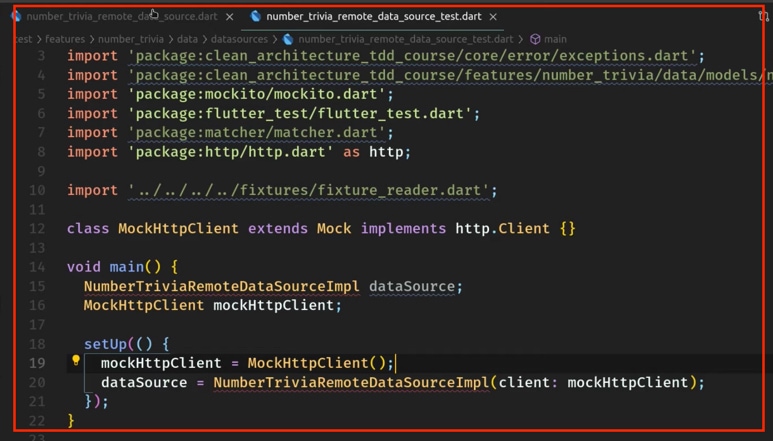 number_trivia_remote_data_source.dart × number_trivia_remote_data_source_test.dart ×
test > features > number_trivia > data > datasources > number_trivia_remote_data_source_test.dart > main
3 import 'package:clean_architecture_tdd_course/core/error/exceptions.dart';
4 import 'package:clean_architecture_tdd_course/features/number_trivia/data/models/n
5 import 'package:mockito/mockito.dart';
6 import 'package:flutter_test/flutter_test.dart';
7 import 'package:matcher/matcher.dart';
8 import 'package:http/http.dart' as http;
9
10 import '../../../../fixtures/fixture_reader.dart';
11
12 class MockHttpClient extends Mock implements http.Client {}
13
14 void main() {
15 NumberTriviaRemoteDataSourceImpl dataSource;
16 MockHttpClient mockHttpClient;
17
18 setUp(() {
19 mockHttpClient = MockHttpClient();
20 dataSource = NumberTriviaRemoteDataSourceImpl(client: mockHttpClient);
21 });
22 }
23